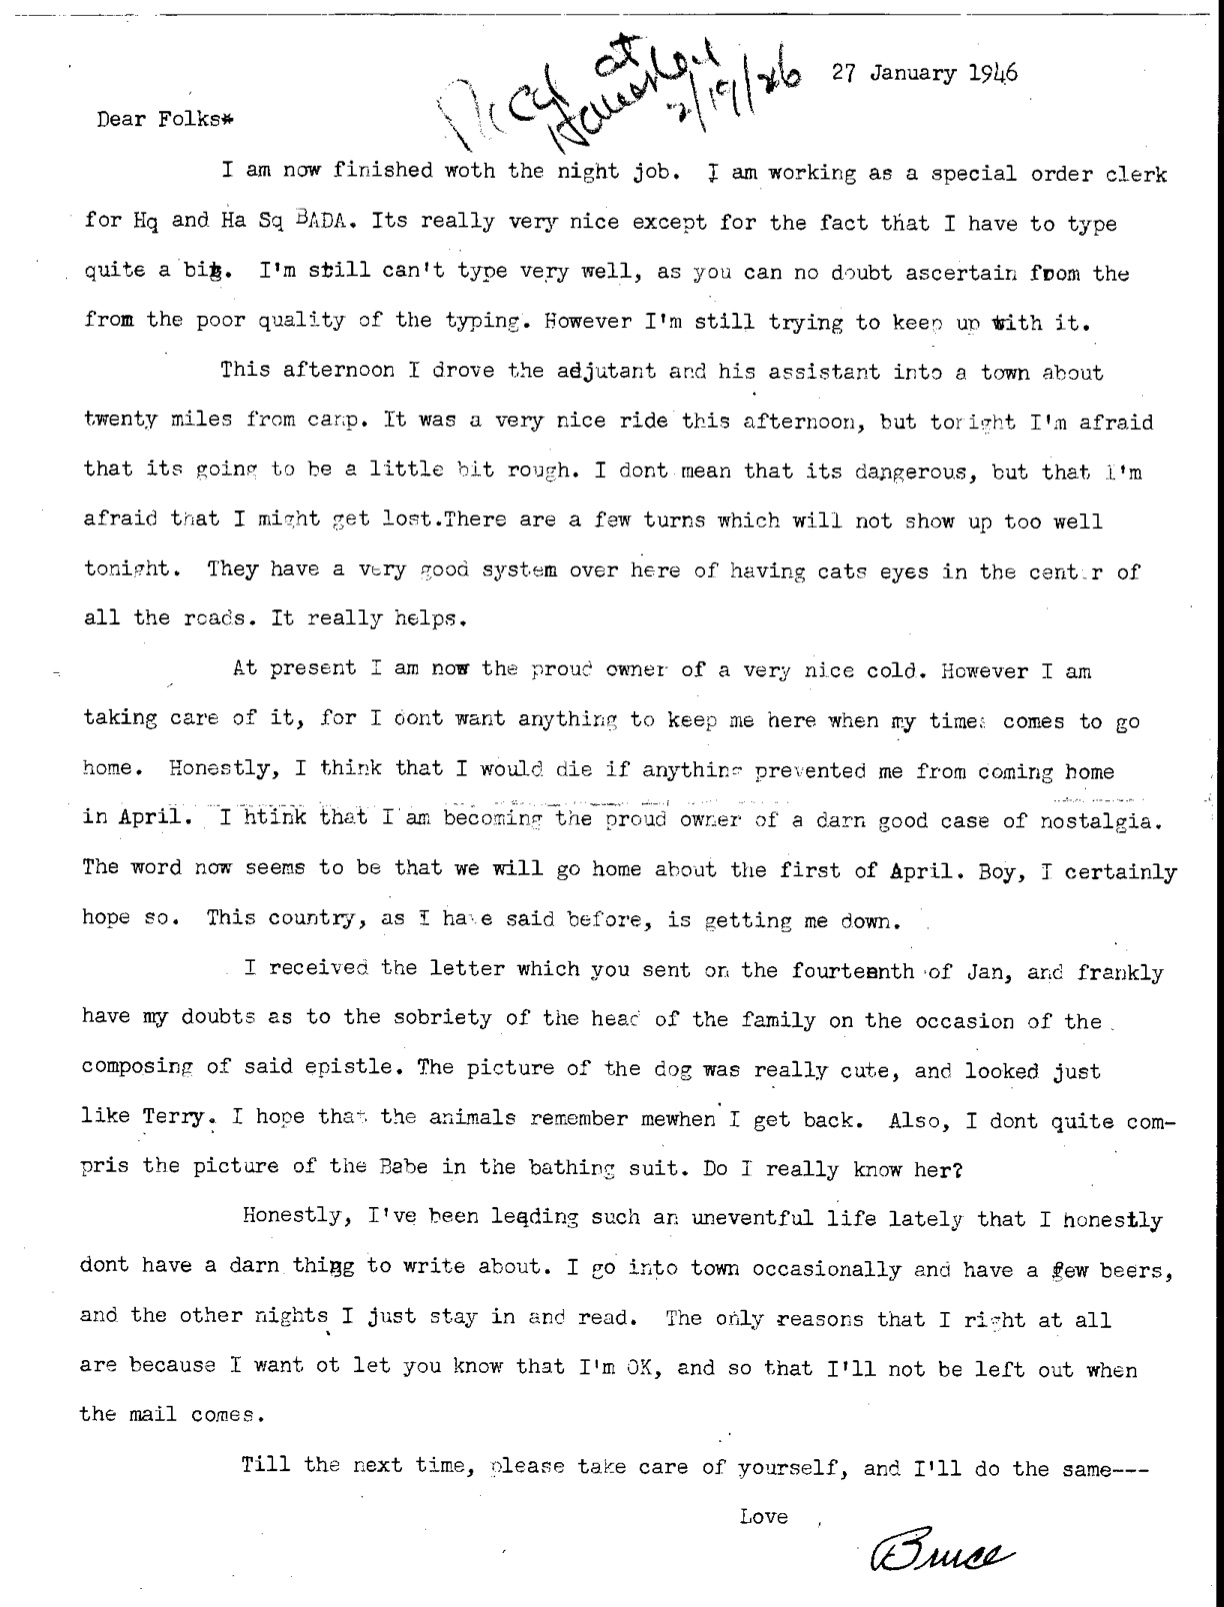 27 January 1946
Rec'd at
2/19/46
Dear Folks*
I am now finished woth the night job. I am working as a special order clerk
for Hq and Ha Sq BADA. Its really very nice except for the fact that I have to type
quite a bit. I'm still can't type very well, as you can no doubt ascertain from the
from the poor quality of the typing. However I'm still trying to keep up with it.
This afternoon I drove the adjutant and his assistant into a town about
twenty miles from camp. It was a very nice ride this afternoon, but tonight I'm afraid
that its going to be a little bit rough. I dont mean that its dangerous, but that I'm
afraid that I might get lost.There are a few turns which will not show up too well
tonight. They have a very good system over here of having cats eyes in the center of
all the roads. It really helps.
At present I am now the proud owner of a very nice cold. However I am
taking care of it, for I dont want anything to keep me here when my time: comes to go
home. Honestly, I think that I would die if anything prevented me from coming home
in April. I htink that I am becoming the proud owner of a darn good case of nostalgia.
The word now seems to be that we will go home about the first of April. Boy, I certainly
hope so. This country, as I have said before, is getting me down.
I received the letter which you sent on the fourteenth of Jan, and frankly
have my doubts as to the sobriety of the head of the family on the occasion of the
composing of said epistle. The picture of the dog was really cute, and looked just
like Terry. I hope that the animals remember mewhen I get back. Also, I dont quite com-
pris the picture of the Babe in the bathing suit. Do I really know her?
Honestly, I've been leading such an uneventful life lately that I honestly
dont have a darn thing to write about. I go into town occasionally and have a few beers,
and the other nights I just stay in and read. The only reasons that I right at all
are because I want ot let you know that I'm OK, and so that I'll not be left out when
the mail comes.
Till the next time, please take care of yourself, and I'll do the same---
Love
Bruce